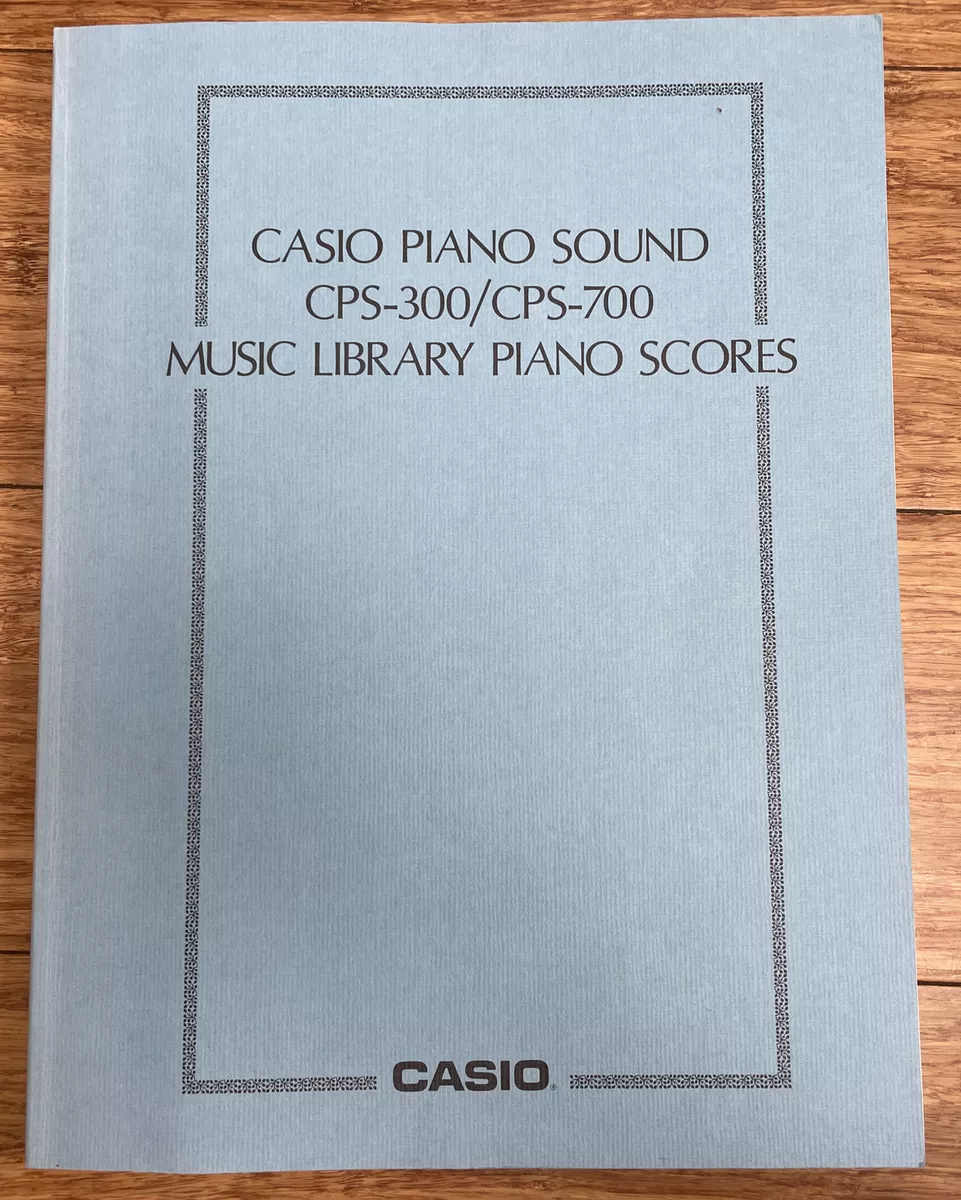 CASIO PIANO SOUND
CPS-300/CPS-700
MUSIC LIBRARY PIANO SCORES
CASIO®